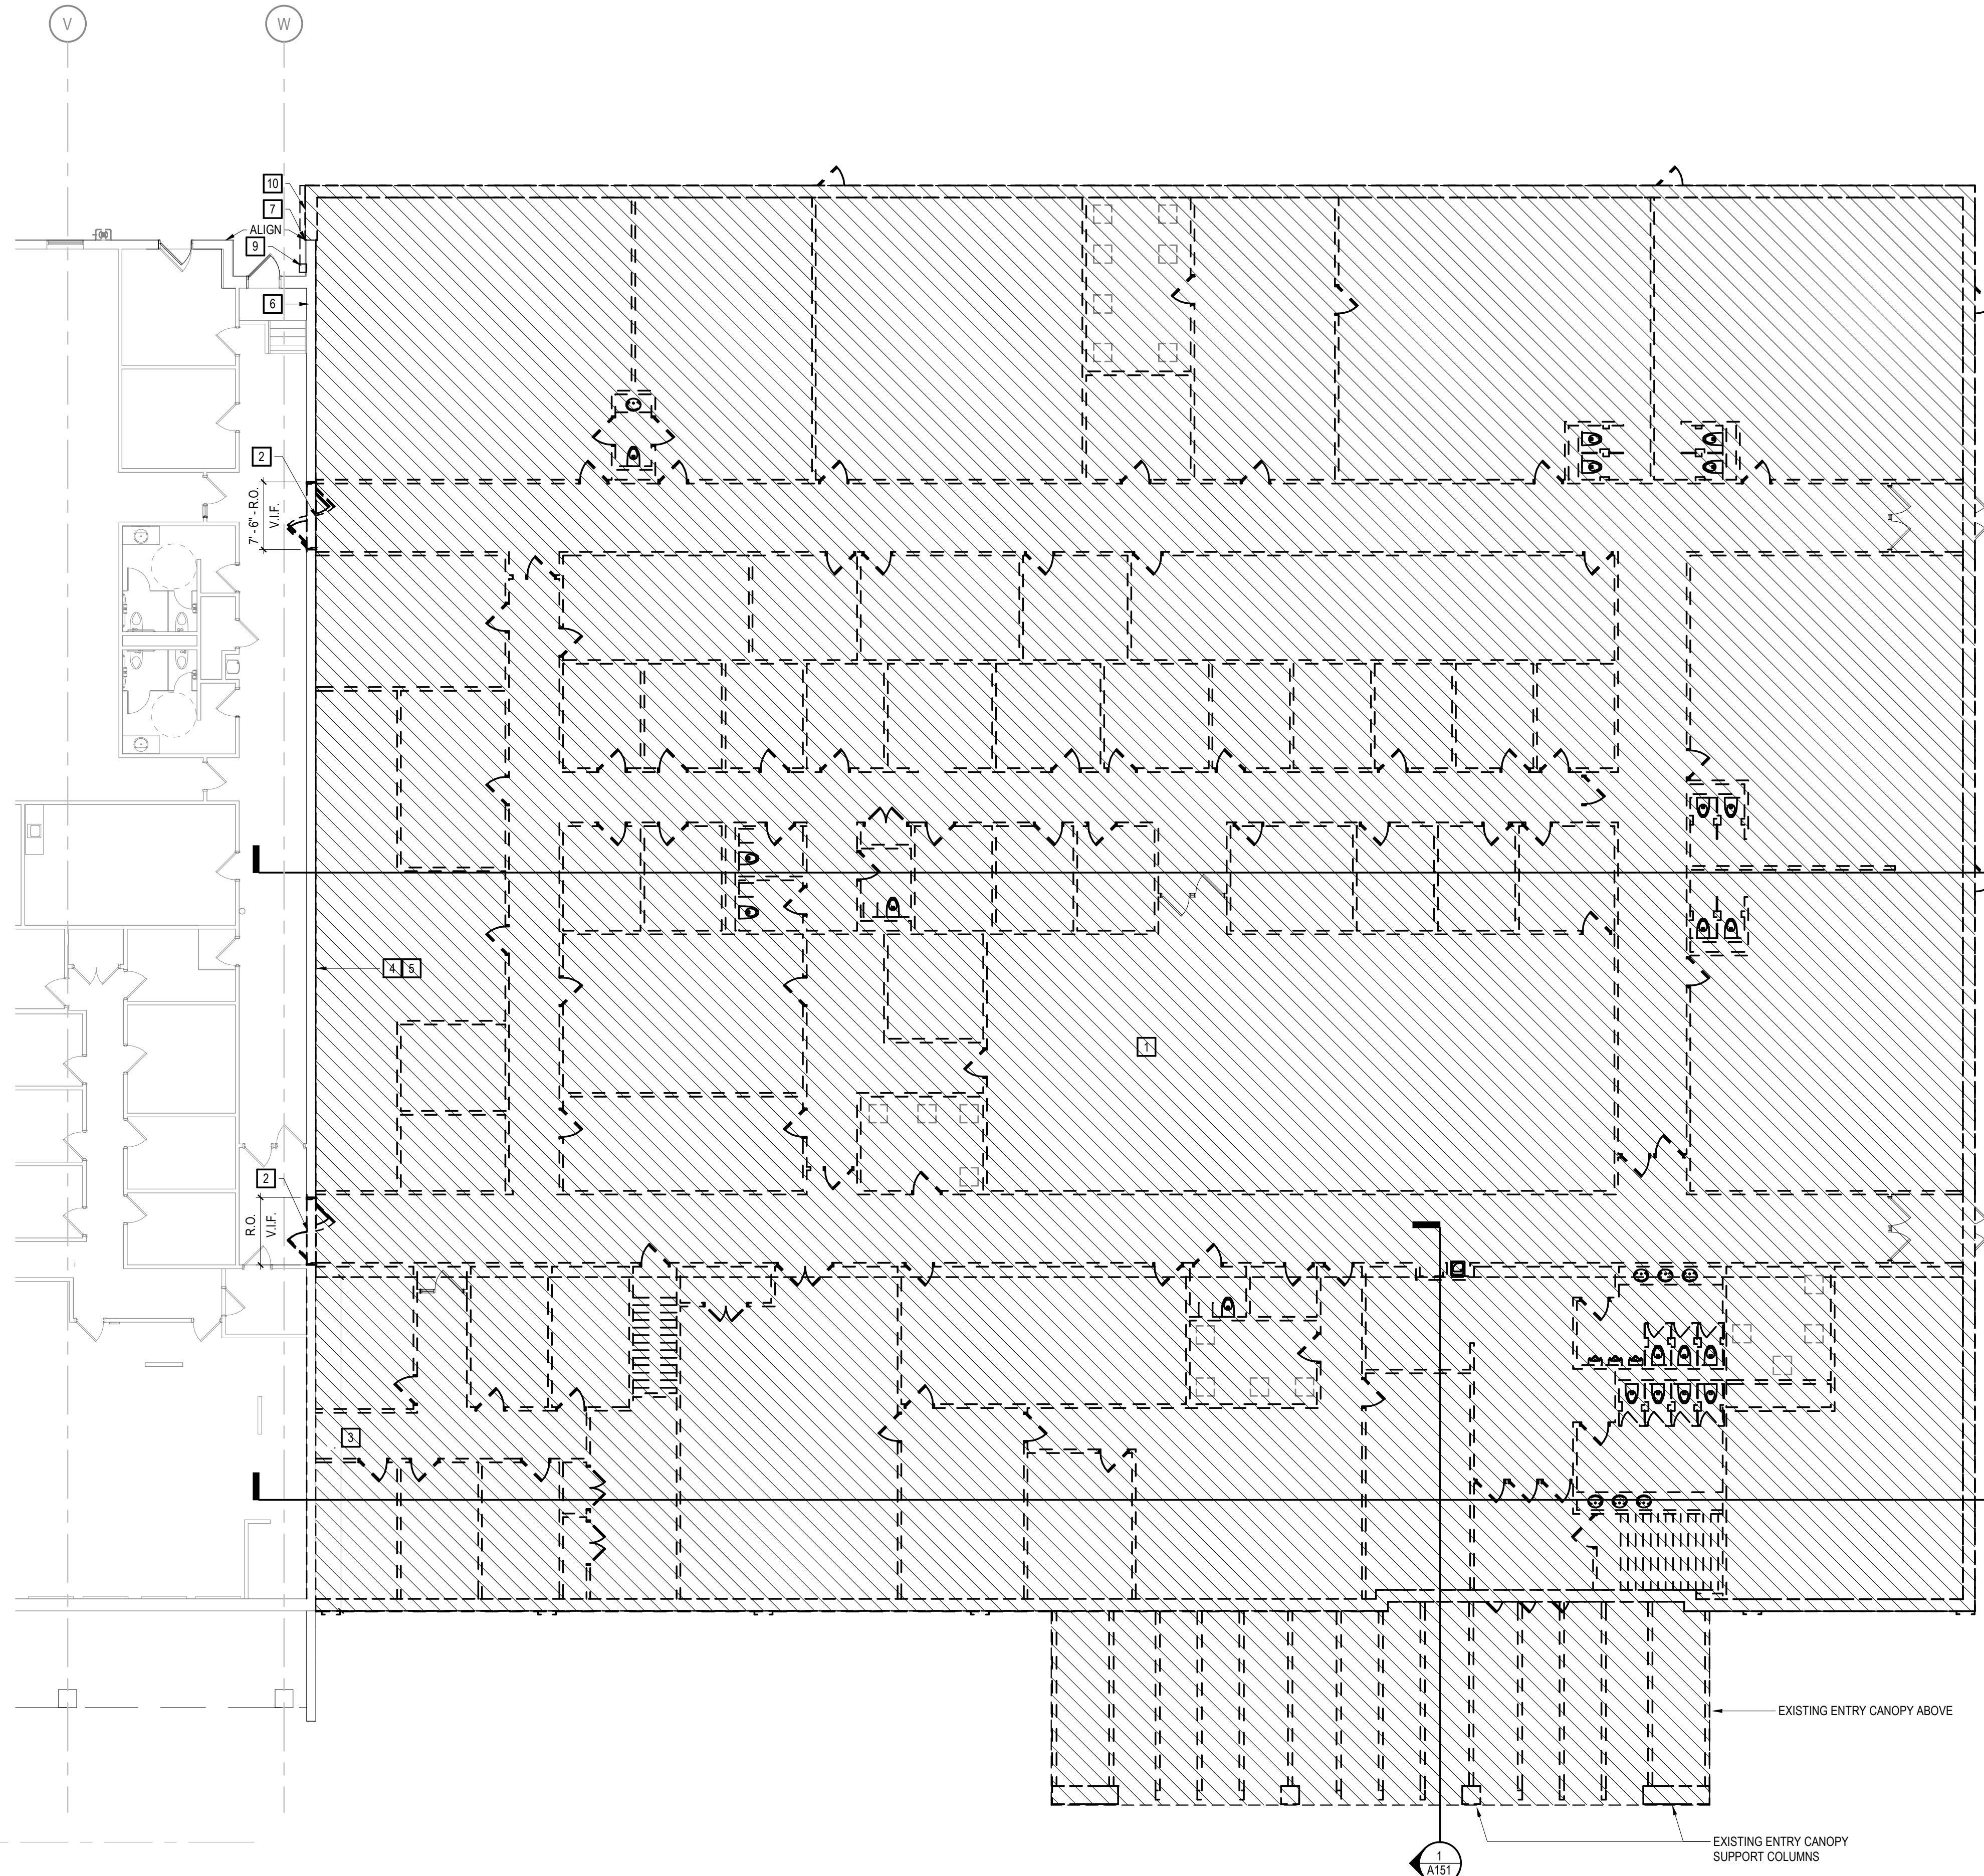 V
W
10
7
ALIGN
9
6
2
7' - 6" - R.O.
V.I.F.
4 5
1
2
R.O.
V.I.F.
3
EXISTING ENTRY CANOPY ABOVE
EXISTING ENTRY CANOPY
SUPPORT COLUMNS
1
A151